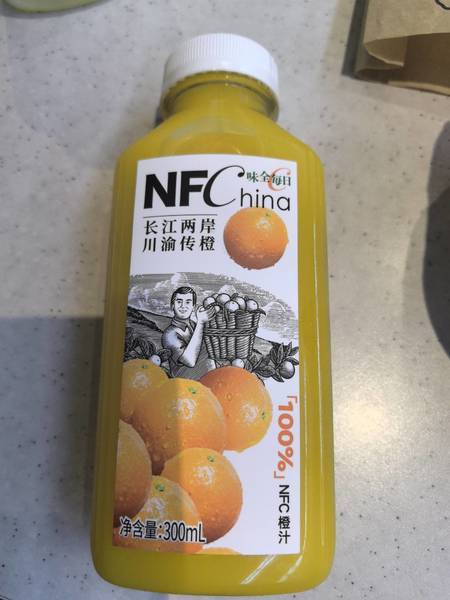 味全每日
NFChina
长江两岸
川渝传橙
「100%」NFC橙汁
净含量:300mL